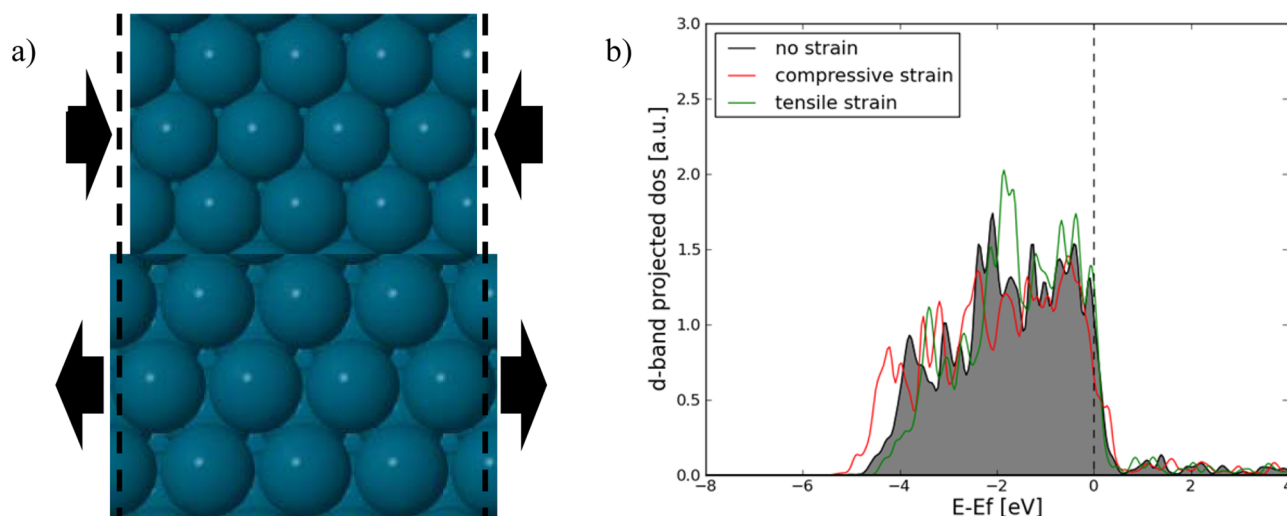 a)
b)
no strain
compressive strain
tensile strain
d-band projected dos [a.u.]
3.0
2.5
2.0
1.5
1.0
0.5
0.0
−8
−6
−4
−2
0
2
4
E-Ef [eV]